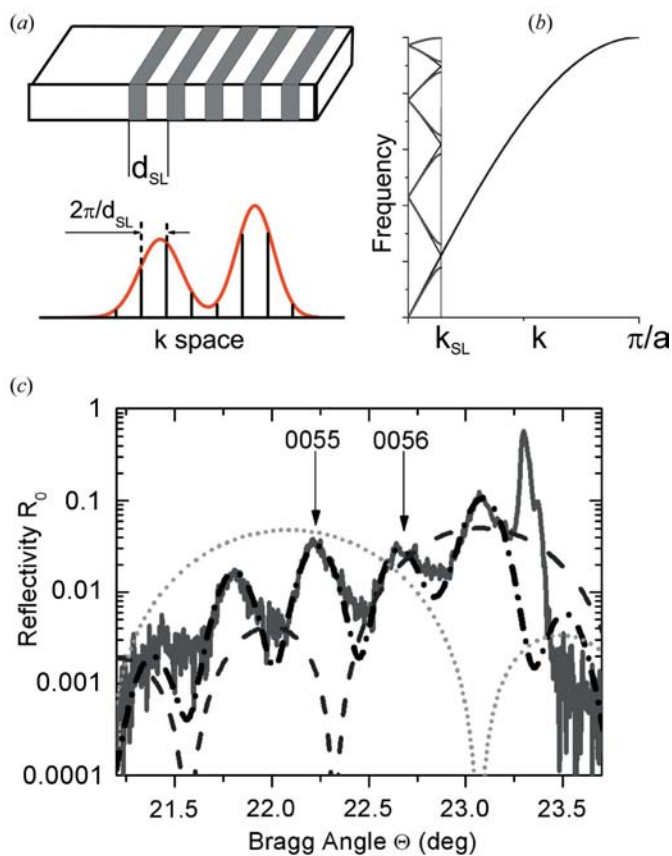 (a)
(b)
d_SL
2π/d_SL
k space
Frequency
k_SL
k
π/a
(c)
1
0.1
0.01
0.001
0.0001
Reflectivity R_0
0055
0056
21.5
22.0
22.5
23.0
23.5
Bragg Angle Θ (deg)